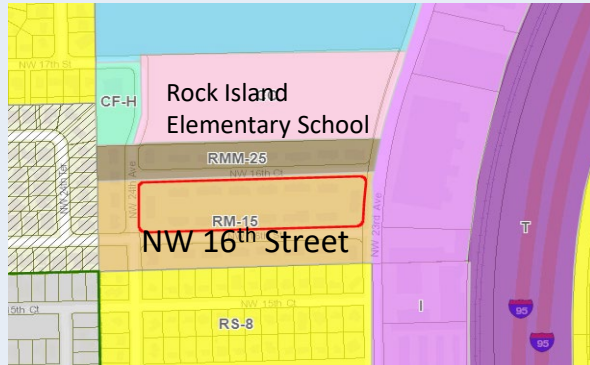 NW 17th St
CF-H
Rock Island
Elementary School
RMM-25
NW 16th Ct
NW 24th Ave
RM-15
NW 16th Street
NW 23rd Ave
T
5th Ct
NW 15th Ct
RS-8
I
95
95